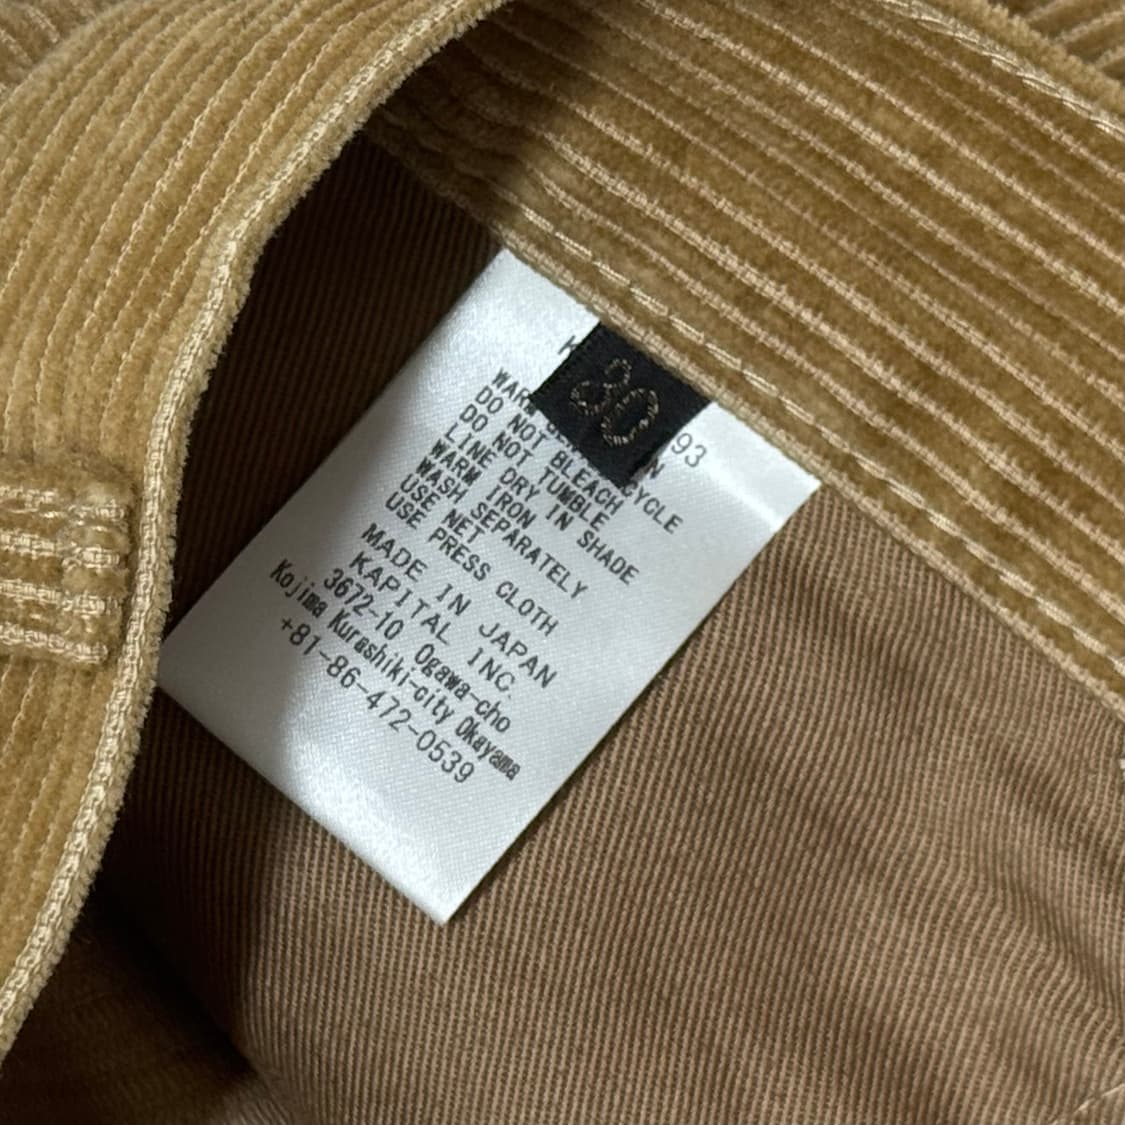 30
K 93
WARM
DO NOT BLEACH CYCLE
DO NOT TUMBLE
LINE DRY IN SHADE
WARM IRON
WASH SEPARATELY
USE NET
USE PRESS CLOTH
MADE IN JAPAN
KAPITAL INC.
3672-10 Ogawa-cho
Kojima Kurashiki-city Okayama
+81-86-472-0539